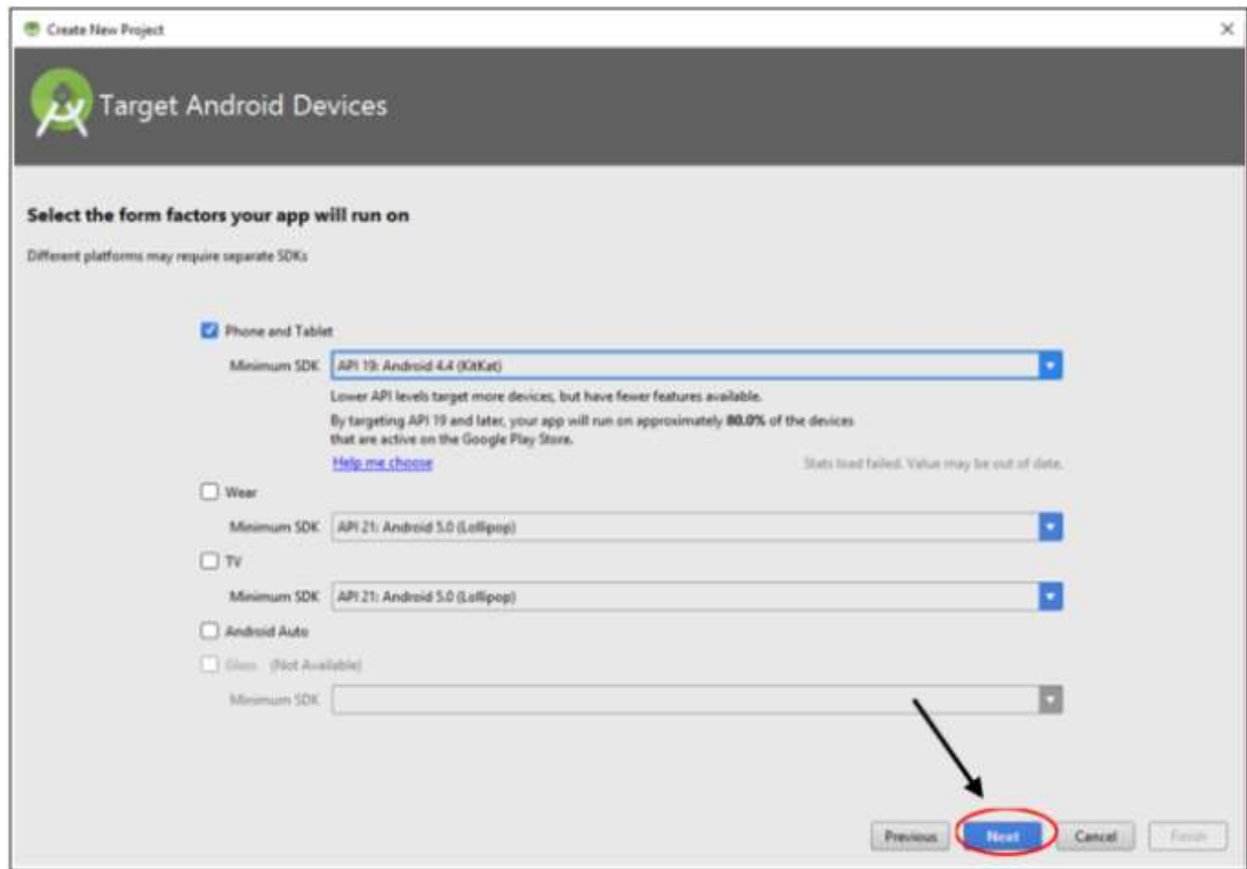 Create New Project
Target Android Devices
Select the form factors your app will run on
Different platforms may require separate SDKs
Phone and Tablet
Minimum SDK API 19: Android 4.4 (KitKat)
Lower API levels target more devices, but have fewer features available.
By targeting API 19 and later, your app will run on approximately 80.0% of the devices
that are active on the Google Play Store.
Help me choose Stats load failed. Value may be out of date.
Wear
Minimum SDK API 21: Android 5.0 (Lollipop)
TV
Minimum SDK API 21: Android 5.0 (Lollipop)
Android Auto
Glass (Not Available)
Minimum SDK
Previous Next Cancel Finish